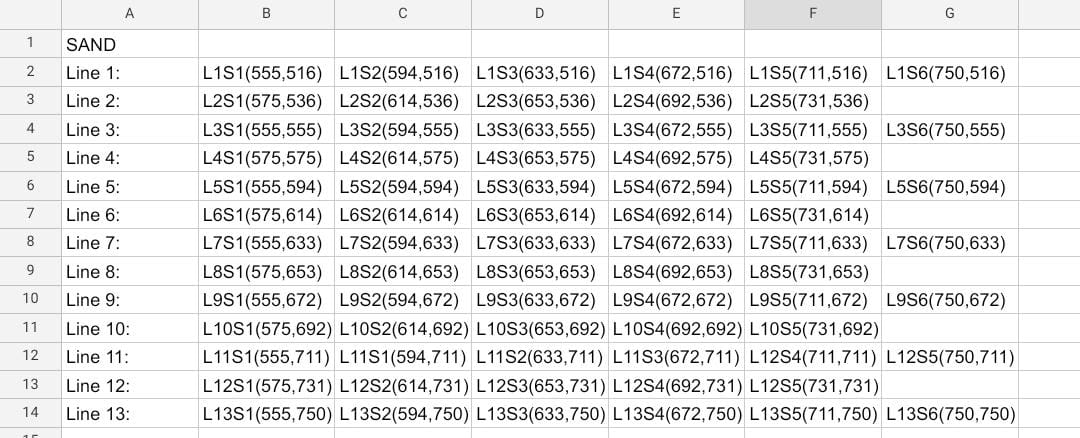 A B C D E F G
1 SAND
2 Line 1: L1S1(555,516) L1S2(594,516) L1S3(633,516) L1S4(672,516) L1S5(711,516) L1S6(750,516)
3 Line 2: L2S1(575,536) L2S2(614,536) L2S3(653,536) L2S4(692,536) L2S5(731,536)
4 Line 3: L3S1(555,555) L3S2(594,555) L3S3(633,555) L3S4(672,555) L3S5(711,555) L3S6(750,555)
5 Line 4: L4S1(575,575) L4S2(614,575) L4S3(653,575) L4S4(692,575) L4S5(731,575)
6 Line 5: L5S1(555,594) L5S2(594,594) L5S3(633,594) L5S4(672,594) L5S5(711,594) L5S6(750,594)
7 Line 6: L6S1(575,614) L6S2(614,614) L6S3(653,614) L6S4(692,614) L6S5(731,614)
8 Line 7: L7S1(555,633) L7S2(594,633) L7S3(633,633) L7S4(672,633) L7S5(711,633) L7S6(750,633)
9 Line 8: L8S1(575,653) L8S2(614,653) L8S3(653,653) L8S4(692,653) L8S5(731,653)
10 Line 9: L9S1(555,672) L9S2(594,672) L9S3(633,672) L9S4(672,672) L9S5(711,672) L9S6(750,672)
11 Line 10: L10S1(575,692) L10S2(614,692) L10S3(653,692) L10S4(692,692) L10S5(731,692)
12 Line 11: L11S1(555,711) L11S1(594,711) L11S2(633,711) L11S3(672,711) L12S4(711,711) L12S5(750,711)
13 Line 12: L12S1(575,731) L12S2(614,731) L12S3(653,731) L12S4(692,731) L12S5(731,731)
14 Line 13: L13S1(555,750) L13S2(594,750) L13S3(633,750) L13S4(672,750) L13S5(711,750) L13S6(750,750)